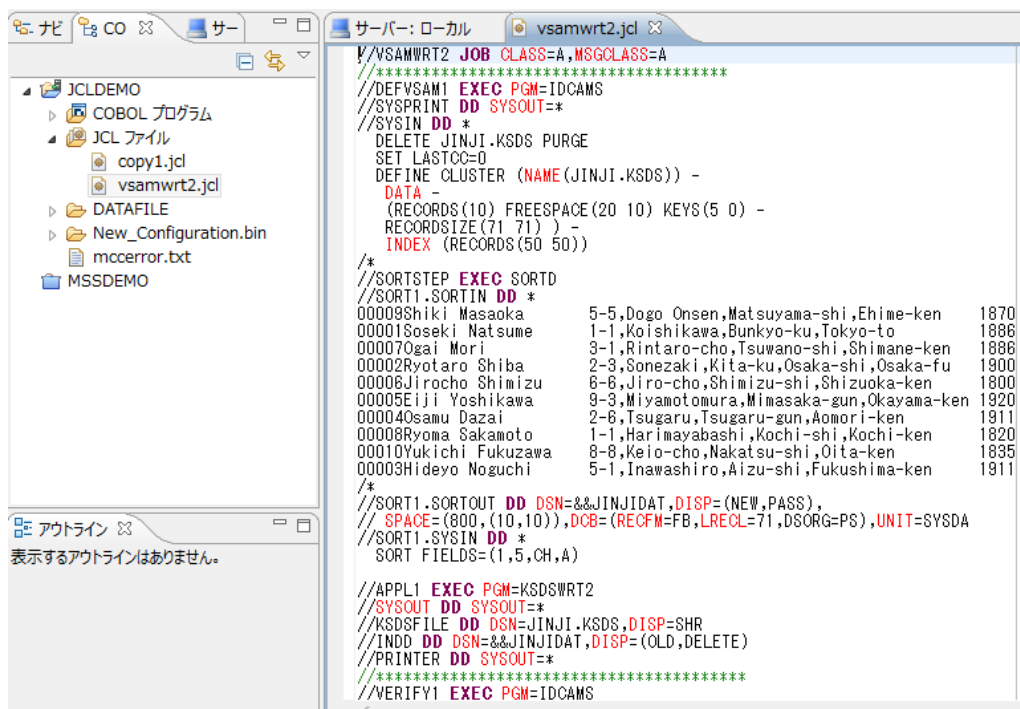 ナビ CO サー
JCLDEMO
COBOL プログラム
JCL ファイル
copy1.jcl
vsamwrt2.jcl
DATAFILE
New_Configuration.bin
mccerror.txt
MSSDEMO
アウトライン
表示するアウトラインはありません。
サーバー: ローカル vsamwrt2.jcl
//VSAMWRT2 JOB CLASS=A,MSGCLASS=A
//**************************************
//DEFVSAM1 EXEC PGM=IDCAMS
//SYSPRINT DD SYSOUT=*
//SYSIN DD *
DELETE JINJI.KSDS PURGE
SET LASTCC=0
DEFINE CLUSTER (NAME(JINJI.KSDS)) -
DATA -
(RECORDS(10) FREESPACE(20 10) KEYS(5 0) -
RECORDSIZE(71 71) ) -
INDEX (RECORDS(50 50))
/*
//SORTSTEP EXEC SORTD
//SORT1.SORTIN DD *
00009Shiki Masaoka 5-5,Dogo Onsen,Matsuyama-shi,Ehime-ken 1870
00001Soseki Natsume 1-1,Koishikawa,Bunkyo-ku,Tokyo-to 1886
00007Ogai Mori 3-1,Rintaro-cho,Tsuwano-shi,Shimane-ken 1886
00002Ryotaro Shiba 2-3,Sonezaki,Kita-ku,Osaka-shi,Osaka-fu 1900
00006Jirocho Shimizu 6-6,Jiro-cho,Shimizu-shi,Shizuoka-ken 1800
00005Eiji Yoshikawa 9-3,Miyamotomura,Mimasaka-gun,Okayama-ken 1920
00004Osamu Dazai 2-6,Tsugaru,Tsugaru-gun,Aomori-ken 1911
00008Ryoma Sakamoto 1-1,Harimayabashi,Kochi-shi,Kochi-ken 1820
00010Yukichi Fukuzawa 8-8,Keio-cho,Nakatsu-shi,Oita-ken 1835
00003Hideyo Noguchi 5-1,Inawashiro,Aizu-shi,Fukushima-ken 1911
/*
//SORT1.SORTOUT DD DSN=&&JINJIDAT,DISP=(NEW,PASS),
// SPACE=(800,(10,10)),DCB=(RECFM=FB,LRECL=71,DSORG=PS),UNIT=SYSDA
//SORT1.SYSIN DD *
SORT FIELDS=(1,5,CH,A)
//APPL1 EXEC PGM=KSDSWRT2
//SYSOUT DD SYSOUT=*
//KSDSFILE DD DSN=JINJI.KSDS,DISP=SHR
//INDD DD DSN=&&JINJIDAT,DISP=(OLD,DELETE)
//PRINTER DD SYSOUT=*
//****************************************
//VERIFY1 EXEC PGM=IDCAMS